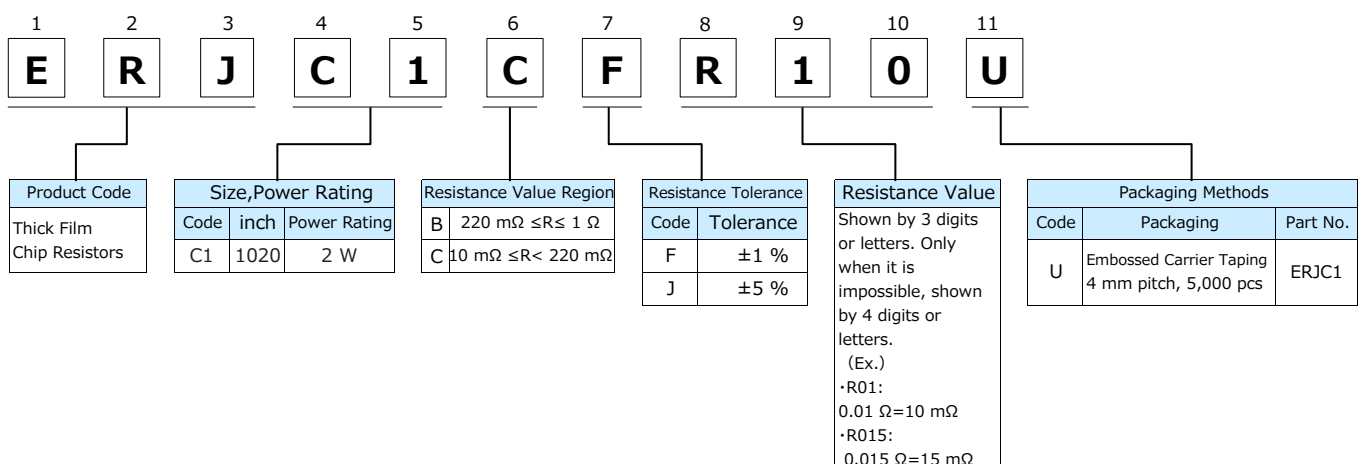 1 2 3 4 5 6 7 8 9 10 11
E R J C 1 C F R 1 0 U
Product Code
Thick Film
Chip Resistors
Size,Power Rating
Code inch Power Rating
C1 1020 2 W
Resistance Value Region
B 220 mΩ ≤R≤ 1 Ω
C 10 mΩ ≤R< 220 mΩ
Resistance Tolerance
Code Tolerance
F ±1 %
J ±5 %
Resistance Value
Shown by 3 digits
or letters. Only
when it is
impossible, shown
by 4 digits or
letters.
（Ex.）
･R01:
0.01 Ω=10 mΩ
･R015:
0.015 Ω=15 mΩ
Packaging Methods
Code Packaging Part No.
U Embossed Carrier Taping
4 mm pitch, 5,000 pcs
ERJC1